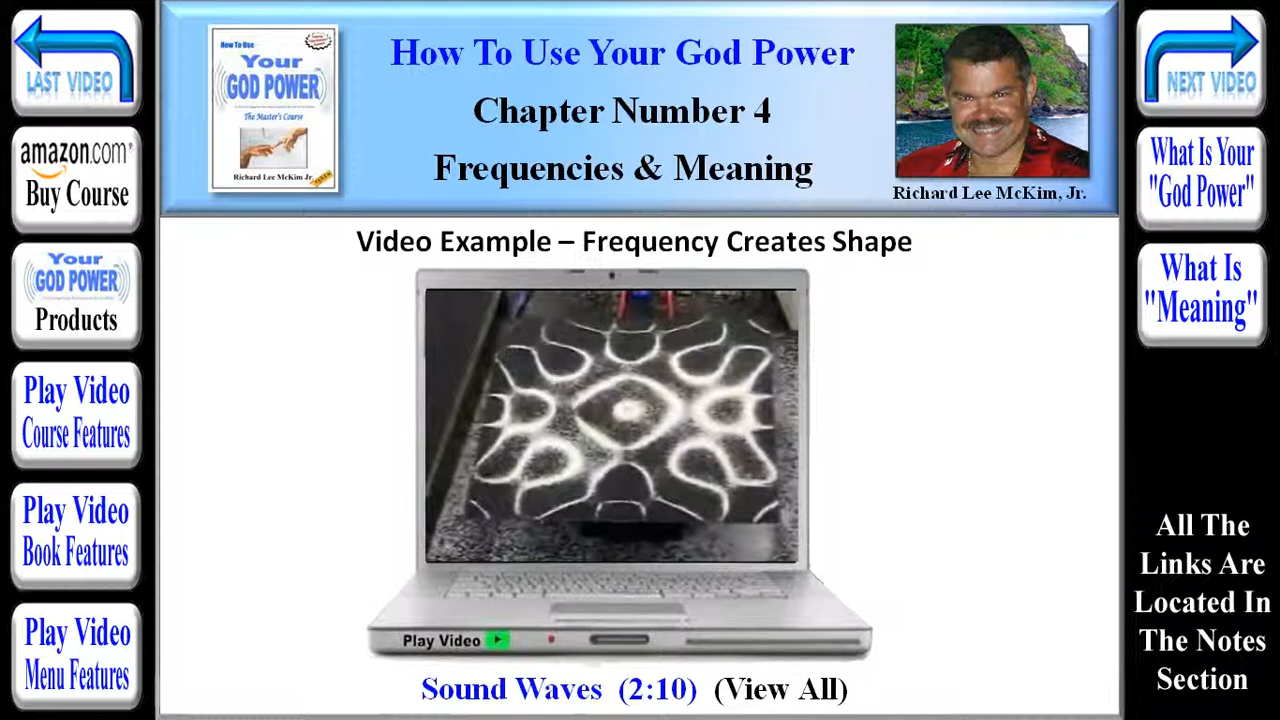 LAST VIDEO
amazon.com
Buy Course
Your
GOD POWER
Products
Play Video
Course Features
Play Video
Book Features
Play Video
Menu Features
How To Use
Your
GOD POWER
The Master's Course
Richard Lee McKim Jr.
How To Use Your God Power
Chapter Number 4
Frequencies & Meaning
Richard Lee McKim, Jr.
Video Example – Frequency Creates Shape
Play Video
Sound Waves (2:10) (View All)
NEXT VIDEO
What Is Your
"God Power"
What Is
"Meaning"
All The
Links Are
Located In
The Notes
Section